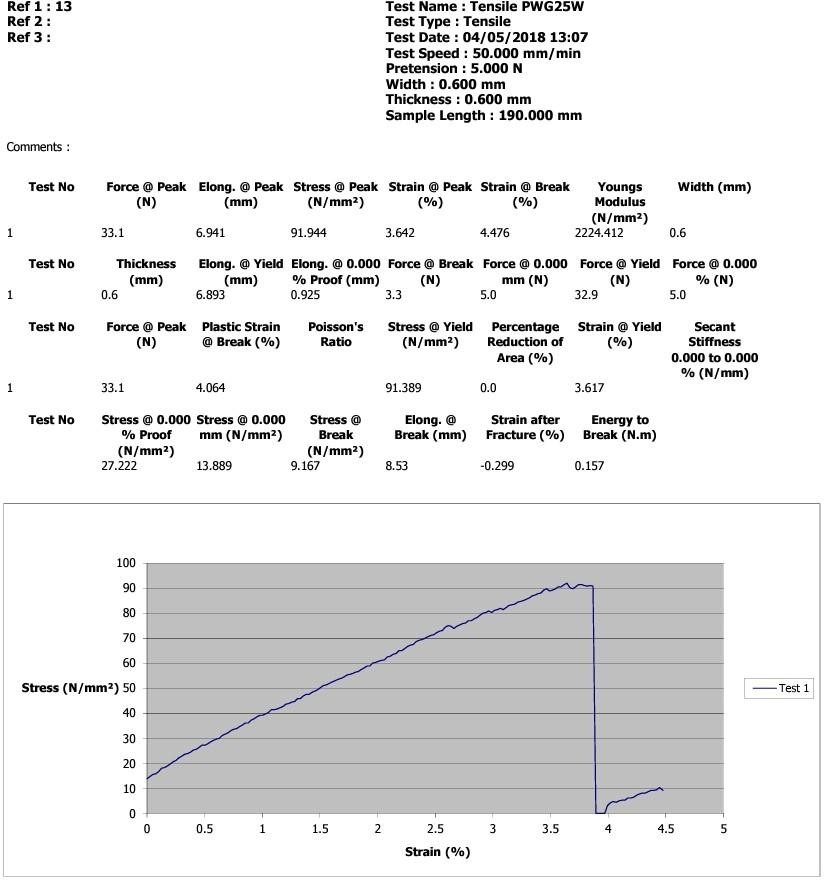 Ref 1 : 13
Ref 2 :
Ref 3 :
Test Name : Tensile PWG25W
Test Type : Tensile
Test Date : 04/05/2018 13:07
Test Speed : 50.000 mm/min
Pretension : 5.000 N
Width : 0.600 mm
Thickness : 0.600 mm
Sample Length : 190.000 mm
Comments :
Test No Force @ Peak Elong. @ Peak Stress @ Peak Strain @ Peak Strain @ Break Youngs Width (mm)
(N) (mm) (N/mm²) (%) (%) Modulus
(N/mm²)
1 33.1 6.941 91.944 3.642 4.476 2224.412 0.6
Test No Thickness Elong. @ Yield Elong. @ 0.000 Force @ Break Force @ 0.000 Force @ Yield Force @ 0.000
(mm) (mm) % Proof (mm) (N) mm (N) (N) % (N)
1 0.6 6.893 0.925 3.3 5.0 32.9 5.0
Test No Force @ Peak Plastic Strain Poisson's Stress @ Yield Percentage Strain @ Yield Secant
(N) @ Break (%) Ratio (N/mm²) Reduction of (%) Stiffness
Area (%) 0.000 to 0.000
% (N/mm)
1 33.1 4.064 91.389 0.0 3.617
Test No Stress @ 0.000 Stress @ 0.000 Stress @ Elong. @ Strain after Energy to
% Proof mm (N/mm²) Break Break (mm) Fracture (%) Break (N.m)
(N/mm²) (N/mm²)
27.222 13.889 9.167 8.53 -0.299 0.157
100
90
80
70
60
Stress (N/mm²) 50
40
30
20
10
0
Test 1
0 0.5 1 1.5 2 2.5 3 3.5 4 4.5 5
Strain (%)